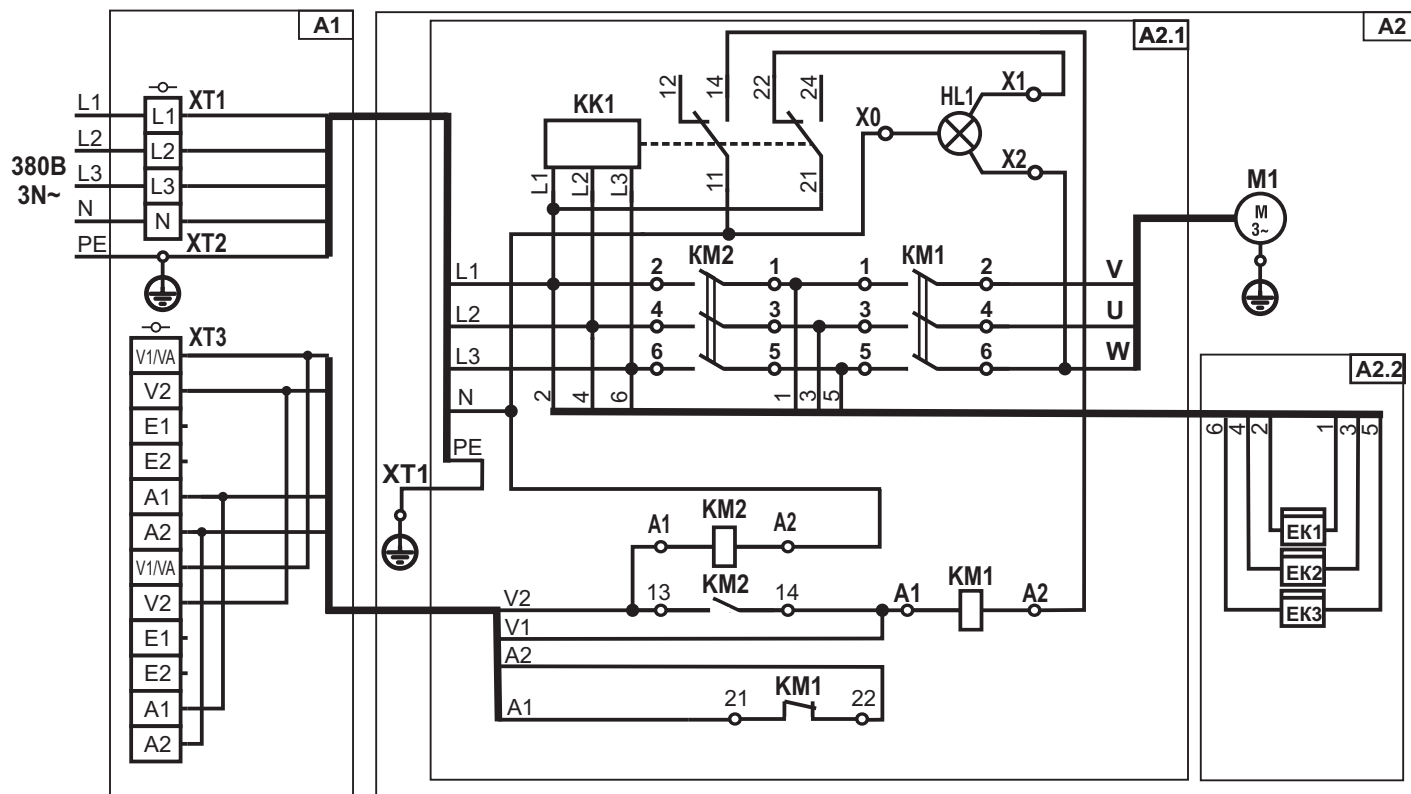 A1
A2
A2.1
L1
L2
L3
N
PE
380В
3N~
XT1
L1
L2
L3
N
XT2
XT3
V1/VA
V2
E1
E2
A1
A2
V1/VA
V2
E1
E2
A1
A2
KK1
L1
L2
L3
12
14
11
22
24
21
HL1
X0
X1
X2
L1
L2
L3
N
PE
XT1
KM2
2
1
4
3
6
5
KM1
1
2
3
4
5
6
V
U
W
M1
M
3~
2
4
6
1
3
5
A2.2
6
4
2
1
3
5
EK1
EK2
EK3
KM2
A1
A2
V2
13
KM2
14
A1
KM1
A2
V1
A2
A1
21
KM1
22